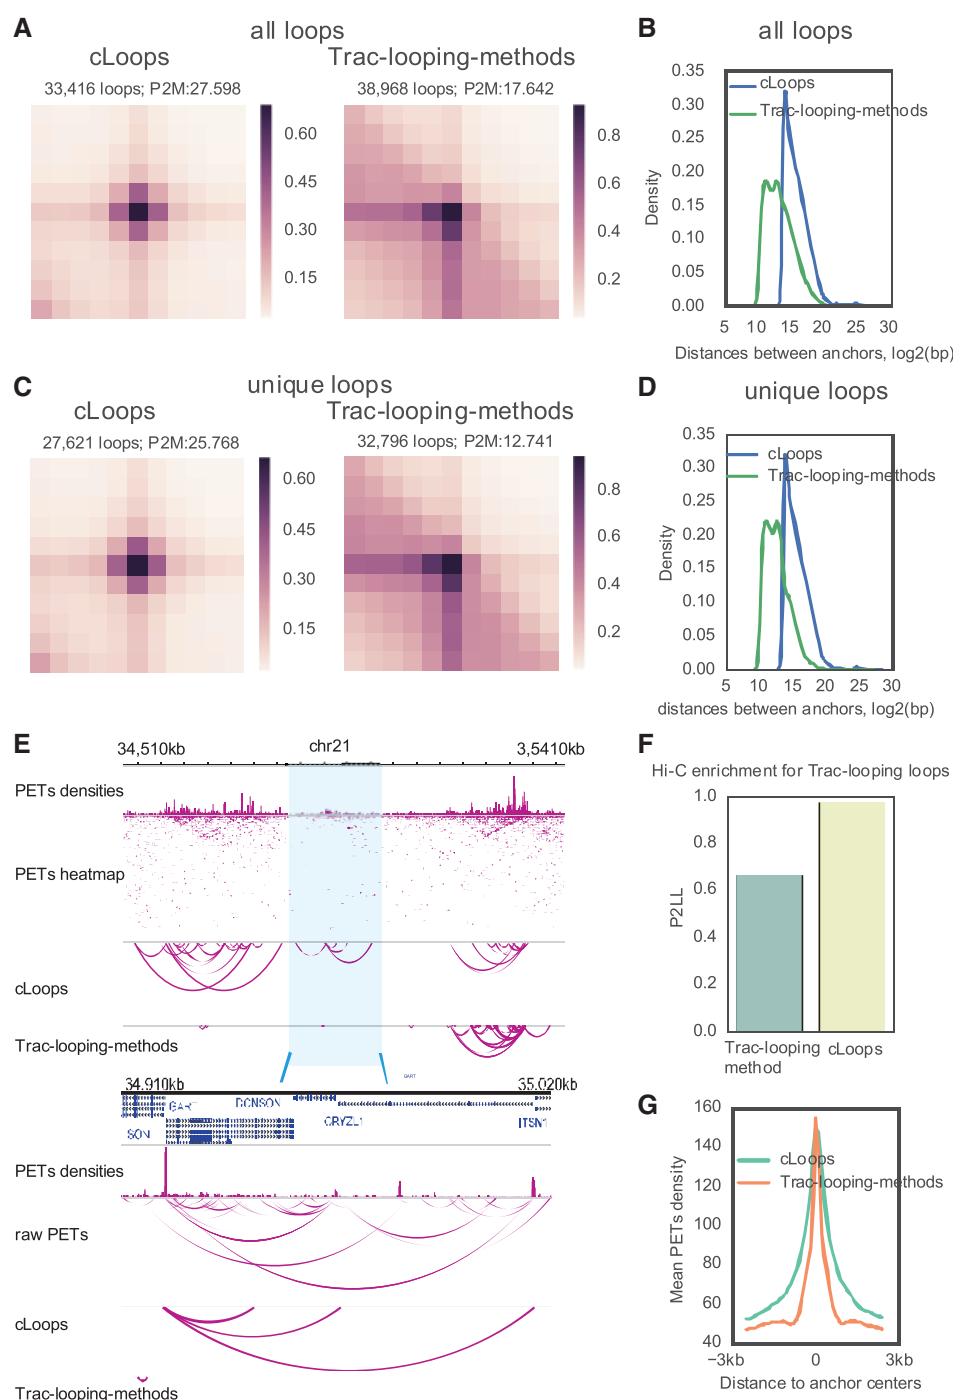 A
all loops
cLoops
Trac-looping-methods
33,416 loops; P2M:27.598
38,968 loops; P2M:17.642
0.60
0.45
0.30
0.15
0.8
0.6
0.4
0.2
B
all loops
0.35
0.30
0.25
0.20
0.15
0.10
0.05
0.00
Density
cLoops
Trac-looping-methods
5 10 15 20 25 30
Distances between anchors, log2(bp)
C
unique loops
cLoops
Trac-looping-methods
27,621 loops; P2M:25.768
32,796 loops; P2M:12.741
0.60
0.45
0.30
0.15
0.8
0.6
0.4
0.2
D
unique loops
0.35
0.30
0.25
0.20
0.15
0.10
0.05
0.00
Density
cLoops
Trac-looping-methods
5 10 15 20 25 30
distances between anchors, log2(bp)
E
34,510kb
chr21
3,5410kb
PETs densities
PETs heatmap
cLoops
Trac-looping-methods
GART
34.910kb
35.020kb
GART
DONSON
SON
CRYZL1
ITSN1
PETs densities
raw PETs
cLoops
Trac-looping-methods
F
Hi-C enrichment for Trac-looping loops
1.0
0.8
0.6
0.4
0.2
0.0
P2LL
Trac-looping
method
cLoops
G
160
140
120
100
80
60
40
Mean PETs density
cLoops
Trac-looping-methods
−3kb 0 3kb
Distance to anchor centers